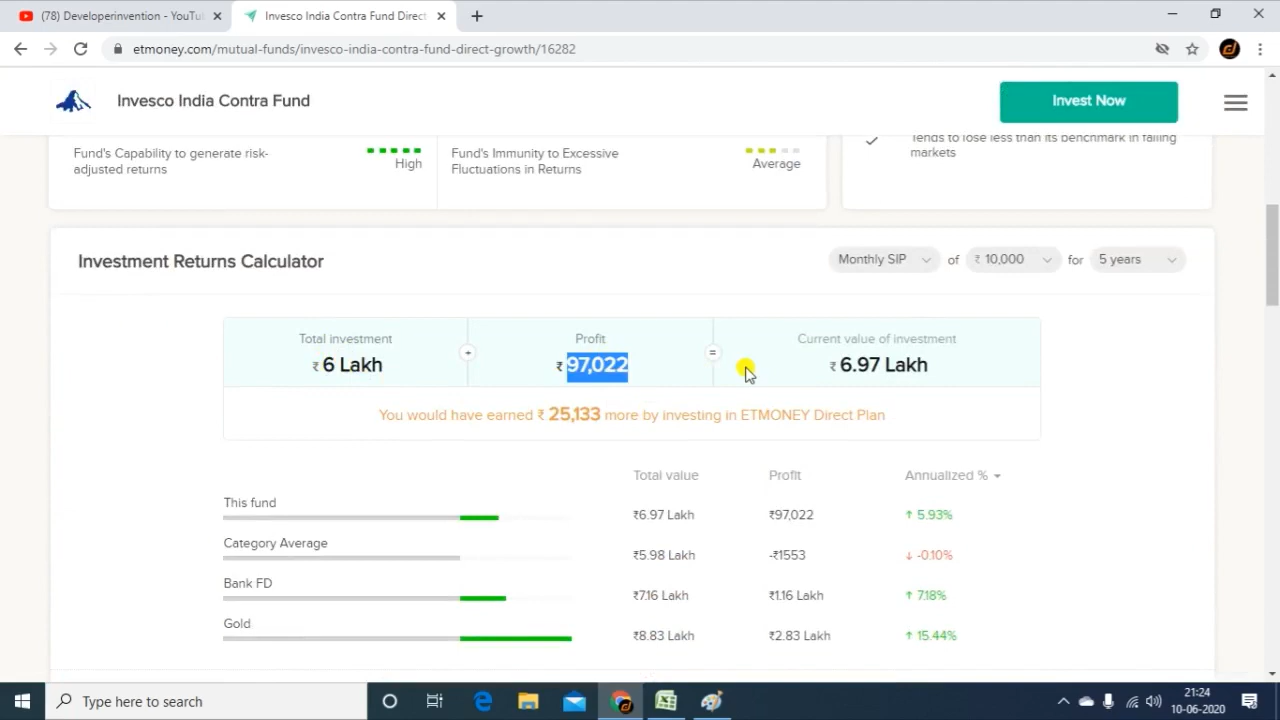 (78) Developerinvention - YouTu
Invesco India Contra Fund Direct
etmoney.com/mutual-funds/invesco-india-contra-fund-direct-growth/16282
Invesco India Contra Fund
Invest Now
Fund's Capability to generate risk-
adjusted returns
High
Fund's Immunity to Excessive
Fluctuations in Returns
Average
Tends to lose less than its benchmark in falling
markets
Investment Returns Calculator
Monthly SIP of ₹ 10,000 for 5 years
Total investment
₹ 6 Lakh
+
Profit
₹ 97,022
=
Current value of investment
₹ 6.97 Lakh
You would have earned ₹ 25,133 more by investing in ETMONEY Direct Plan
Total value Profit Annualized %
This fund ₹6.97 Lakh ₹97,022 ↑ 5.93%
Category Average ₹5.98 Lakh -₹1553 ↓ -0.10%
Bank FD ₹7.16 Lakh ₹1.16 Lakh ↑ 7.18%
Gold ₹8.83 Lakh ₹2.83 Lakh ↑ 15.44%
Type here to search
21:24
10-06-2020